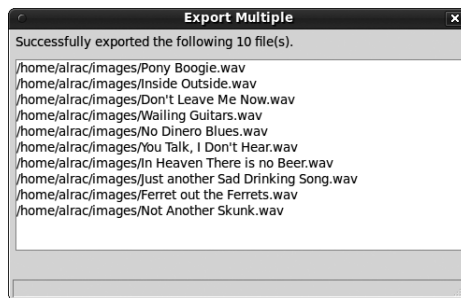 Export Multiple
Successfully exported the following 10 file(s).
/home/alrac/images/Pony Boogie.wav
/home/alrac/images/Inside Outside.wav
/home/alrac/images/Don't Leave Me Now.wav
/home/alrac/images/Wailing Guitars.wav
/home/alrac/images/No Dinero Blues.wav
/home/alrac/images/You Talk, I Don't Hear.wav
/home/alrac/images/In Heaven There is no Beer.wav
/home/alrac/images/Just another Sad Drinking Song.wav
/home/alrac/images/Ferret out the Ferrets.wav
/home/alrac/images/Not Another Skunk.wav